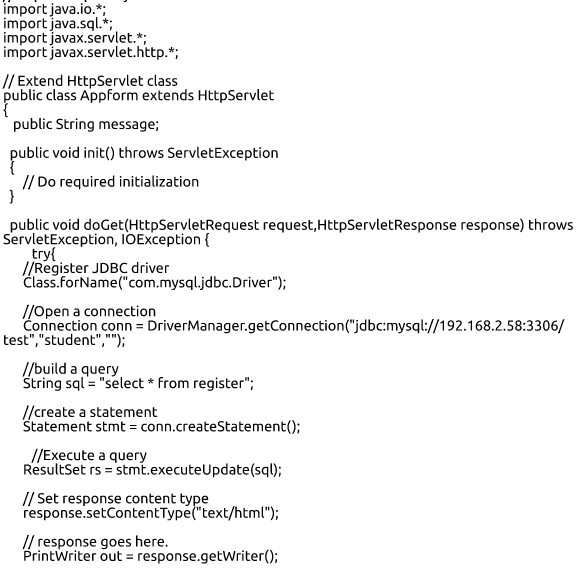 import java.io.*;
import java.sql.*;
import javax.servlet.*;
import javax.servlet.http.*;
// Extend HttpServlet class
public class Appform extends HttpServlet
{
public String message;
public void init() throws ServletException
{
// Do required initialization
}
public void doGet(HttpServletRequest request,HttpServletResponse response) throws
ServletException, IOException {
try{
//Register JDBC driver
Class.forName("com.mysql.jdbc.Driver");
//Open a connection
Connection conn = DriverManager.getConnection("jdbc:mysql://192.168.2.58:3306/
test","student","");
//build a query
String sql = "select * from register";
//create a statement
Statement stmt = conn.createStatement();
//Execute a query
ResultSet rs = stmt.executeUpdate(sql);
// Set response content type
response.setContentType("text/html");
// response goes here.
PrintWriter out = response.getWriter();